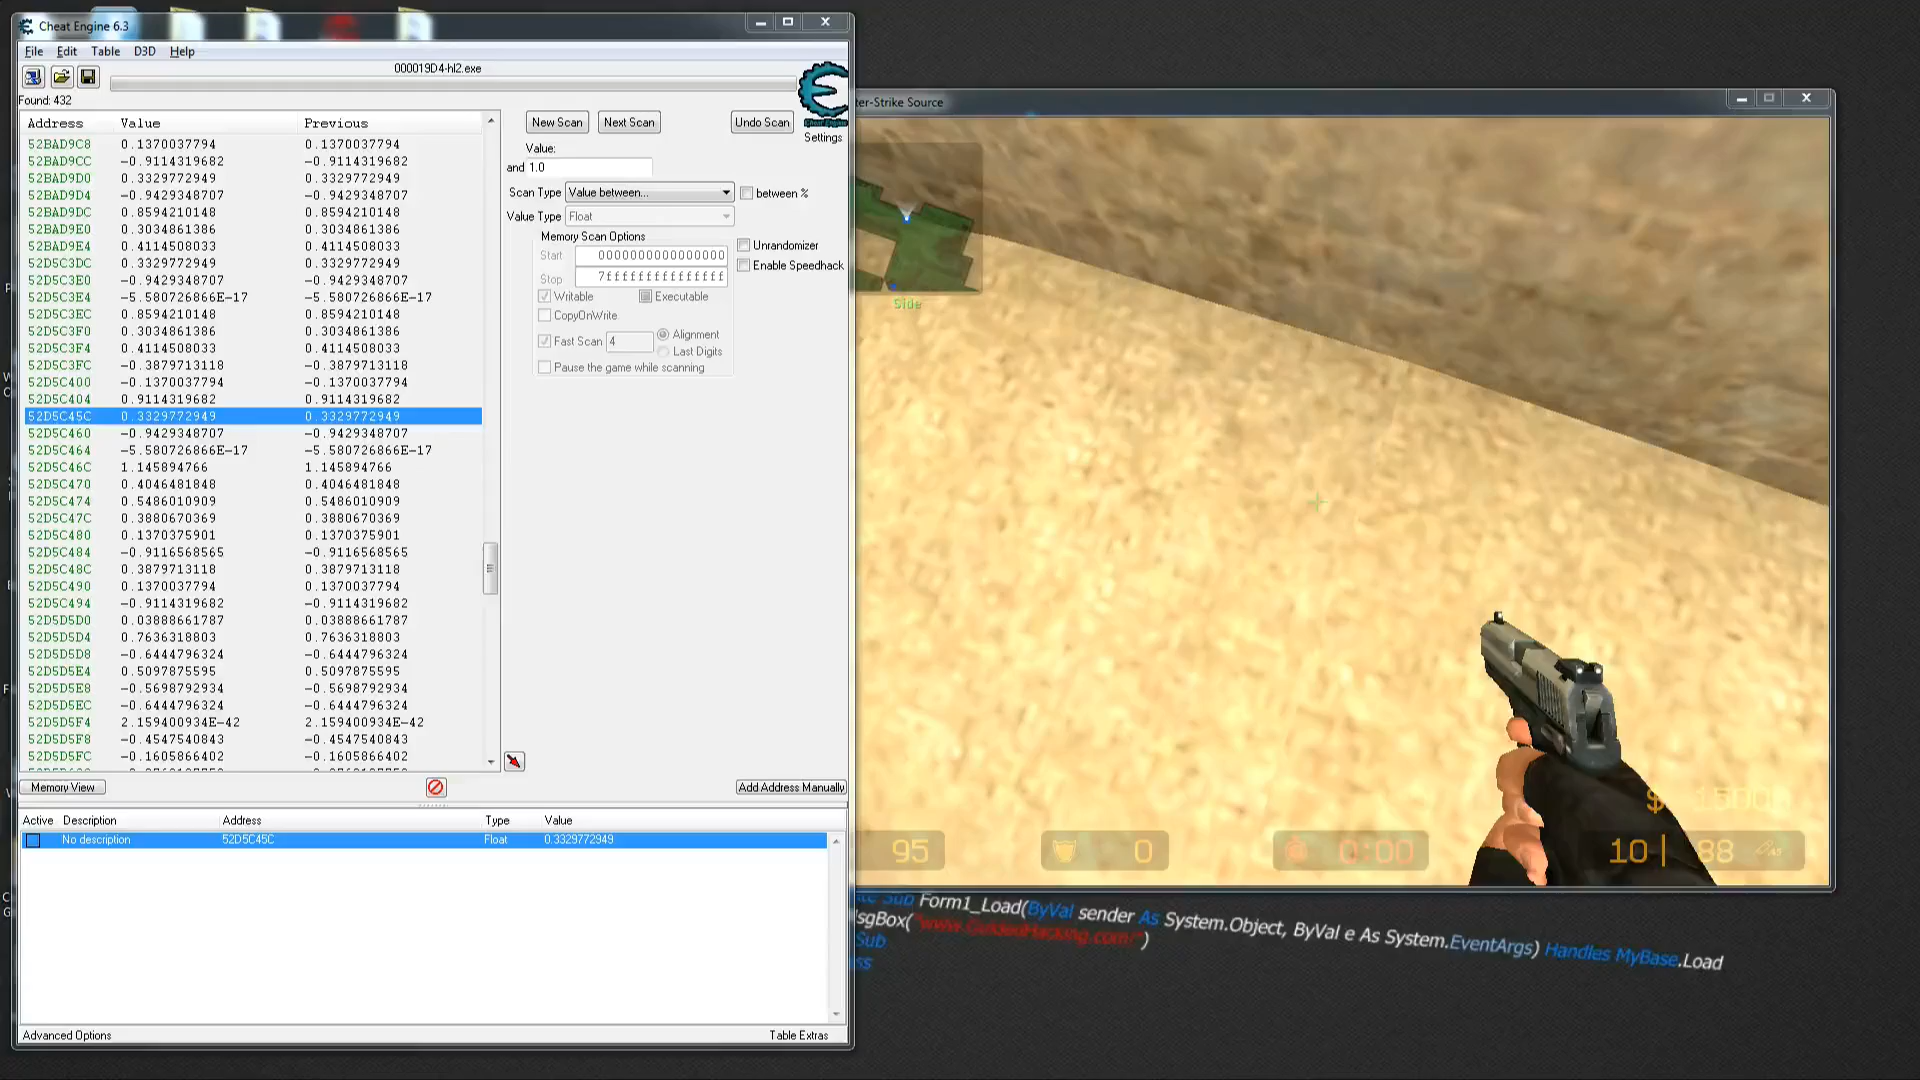 Cheat Engine 6.3
File Edit Table D3D Help
000019D4-hl2.exe
Found: 432
Settings
Address Value Previous
52BAD9C8 0.1370037794 0.1370037794
52BAD9CC -0.9114319682 -0.9114319682
52BAD9D0 0.3329772949 0.3329772949
52BAD9D4 -0.9429348707 -0.9429348707
52BAD9DC 0.8594210148 0.8594210148
52BAD9E0 0.3034861386 0.3034861386
52BAD9E4 0.4114508033 0.4114508033
52D5C3DC 0.3329772949 0.3329772949
52D5C3E0 -0.9429348707 -0.9429348707
52D5C3E4 -5.580726866E-17 -5.580726866E-17
52D5C3EC 0.8594210148 0.8594210148
52D5C3F0 0.3034861386 0.3034861386
52D5C3F4 0.4114508033 0.4114508033
52D5C3FC -0.3879713118 -0.3879713118
52D5C400 -0.1370037794 -0.1370037794
52D5C404 0.9114319682 0.9114319682
52D5C45C 0.3329772949 0.3329772949
52D5C460 -0.9429348707 -0.9429348707
52D5C464 -5.580726866E-17 -5.580726866E-17
52D5C46C 1.145894766 1.145894766
52D5C470 0.4046481848 0.4046481848
52D5C474 0.5486010909 0.5486010909
52D5C47C 0.3880670369 0.3880670369
52D5C480 0.1370375901 0.1370375901
52D5C484 -0.9116568565 -0.9116568565
52D5C48C 0.3879713118 0.3879713118
52D5C490 0.1370037794 0.1370037794
52D5C494 -0.9114319682 -0.9114319682
52D5D5D0 0.03888661787 0.03888661787
52D5D5D4 0.7636318803 0.7636318803
52D5D5D8 -0.6444796324 -0.6444796324
52D5D5E4 0.5097875595 0.5097875595
52D5D5E8 -0.5698792934 -0.5698792934
52D5D5EC -0.6444796324 -0.6444796324
52D5D5F4 2.159400934E-42 2.159400934E-42
52D5D5F8 -0.4547540843 -0.4547540843
52D5D5FC -0.1605866402 -0.1605866402
New Scan Next Scan Undo Scan
Value:
and 1.0
Scan Type Value between... between %
Value Type Float
Memory Scan Options
Unrandomizer
Start 0000000000000000
Enable Speedhack
Stop 7fffffffffffffff
Writable Executable
CopyOnWrite
Fast Scan 4 Alignment
Last Digits
Pause the game while scanning
Memory View Add Address Manually
Active Description Address Type Value
No description 52D5C45C Float 0.3329772949
Advanced Options Table Extras
ter-Strike Source
Side
$ 15000
95 0 0:00 10 | 88
Sub Form1_Load(ByVal sender As System.Object, ByVal e As System.EventArgs) Handles MyBase.Load
sgBox("www.GuidedHacking.com!")
Sub
ss